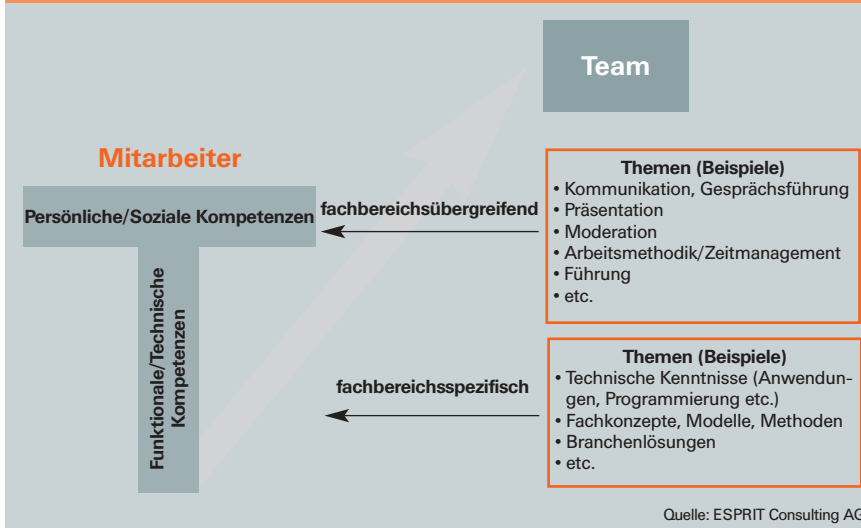 Team
Mitarbeiter
Persönliche/Soziale Kompetenzen
Funktionale/Technische
Kompetenzen
fachbereichsübergreifend
Themen (Beispiele)
• Kommunikation, Gesprächsführung
• Präsentation
• Moderation
• Arbeitsmethodik/Zeitmanagement
• Führung
• etc.
fachbereichsspezifisch
Themen (Beispiele)
• Technische Kenntnisse (Anwendun-
gen, Programmierung etc.)
• Fachkonzepte, Modelle, Methoden
• Branchenlösungen
• etc.
Quelle: ESPRIT Consulting AG